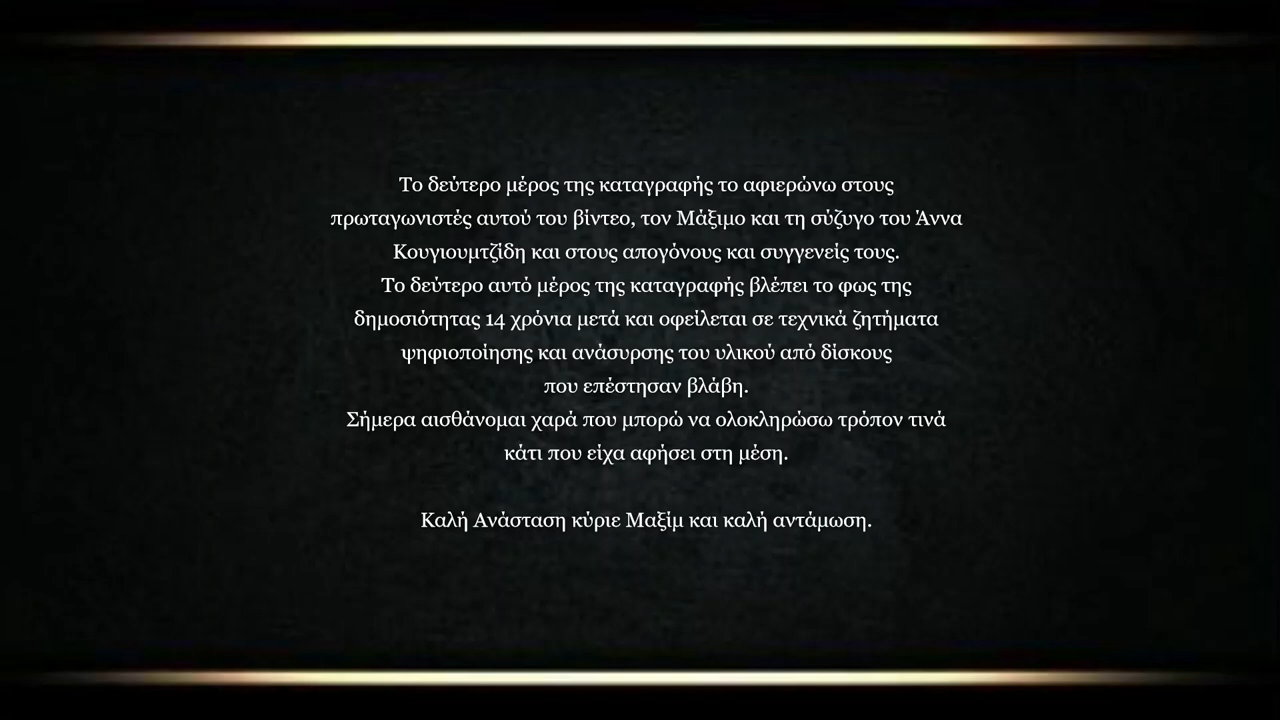 Το δεύτερο μέρος της καταγραφής το αφιερώνω στους
πρωταγωνιστές αυτού του βίντεο, τον Μάξιμο και τη σύζυγο του Άννα
Κουγιουμτζίδη και στους απογόνους και συγγενείς τους.
Το δεύτερο αυτό μέρος της καταγραφής βλέπει το φως της
δημοσιότητας 14 χρόνια μετά και οφείλεται σε τεχνικά ζητήματα
ψηφιοποίησης και ανάσυρσης του υλικού από δίσκους
που επέστησαν βλάβη.
Σήμερα αισθάνομαι χαρά που μπορώ να ολοκληρώσω τρόπον τινά
κάτι που είχα αφήσει στη μέση.
Καλή Ανάσταση κύριε Μαξίμ και καλή αντάμωση.